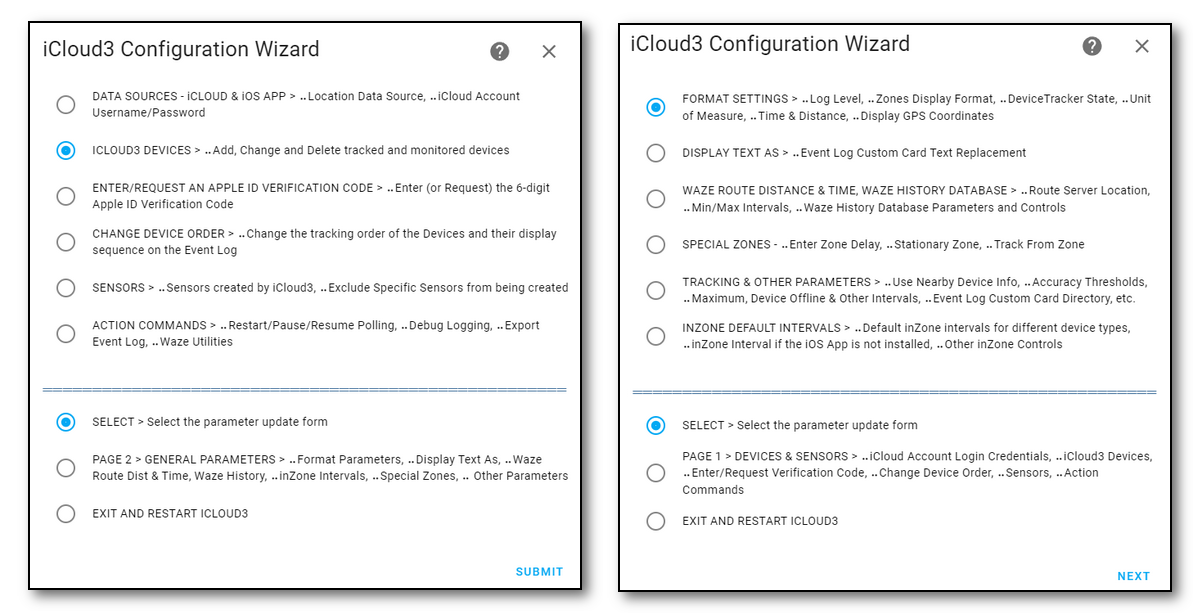 iCloud3 Configuration Wizard
DATA SOURCES - iCLOUD & iOS APP > ..Location Data Source, ..iCloud Account
Username/Password
ICLOUD3 DEVICES > ..Add, Change and Delete tracked and monitored devices
ENTER/REQUEST AN APPLE ID VERIFICATION CODE > ..Enter (or Request) the 6-digit
Apple ID Verification Code
CHANGE DEVICE ORDER > ..Change the tracking order of the Devices and their display
sequence on the Event Log
SENSORS > ..Sensors created by iCloud3, ..Exclude Specific Sensors from being created
ACTION COMMANDS > ..Restart/Pause/Resume Polling, ..Debug Logging, ..Export
Event Log, ..Waze Utilities
SELECT > Select the parameter update form
PAGE 2 > GENERAL PARAMETERS > ..Format Parameters, ..Display Text As, ..Waze
Route Dist & Time, Waze History, ..inZone Intervals, ..Special Zones, .. Other Parameters
EXIT AND RESTART ICLOUD3
SUBMIT
iCloud3 Configuration Wizard
FORMAT SETTINGS > ..Log Level, ..Zones Display Format, ..DeviceTracker State, ..Unit
of Measure, ..Time & Distance, ..Display GPS Coordinates
DISPLAY TEXT AS > ..Event Log Custom Card Text Replacement
WAZE ROUTE DISTANCE & TIME, WAZE HISTORY DATABASE > ..Route Server Location,
..Min/Max Intervals, ..Waze History Database Parameters and Controls
SPECIAL ZONES - ..Enter Zone Delay, ..Stationary Zone, ..Track From Zone
TRACKING & OTHER PARAMETERS > ..Use Nearby Device Info, ..Accuracy Thresholds,
..Maximum, Device Offline & Other Intervals, ..Event Log Custom Card Directory, etc.
INZONE DEFAULT INTERVALS > ..Default inZone intervals for different device types,
..inZone Interval if the iOS App is not installed, ..Other inZone Controls
SELECT > Select the parameter update form
PAGE 1 > DEVICES & SENSORS > ..iCloud Account Login Credentials, ..iCloud3 Devices,
..Enter/Request Verification Code, ..Change Device Order, ..Sensors, ..Action
Commands
EXIT AND RESTART ICLOUD3
NEXT